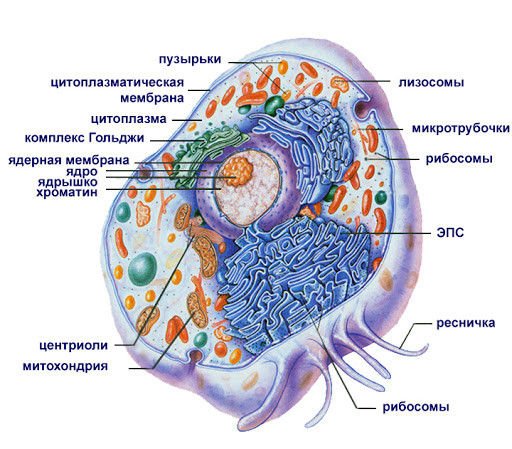 пузырьки
цитоплазматическая
мембрана
цитоплазма
комплекс Гольджи
ядерная мембрана
ядро
ядрышко
хроматин
центриоли
митохондрия
лизосомы
микротрубочки
рибосомы
ЭПС
ресничка
рибосомы